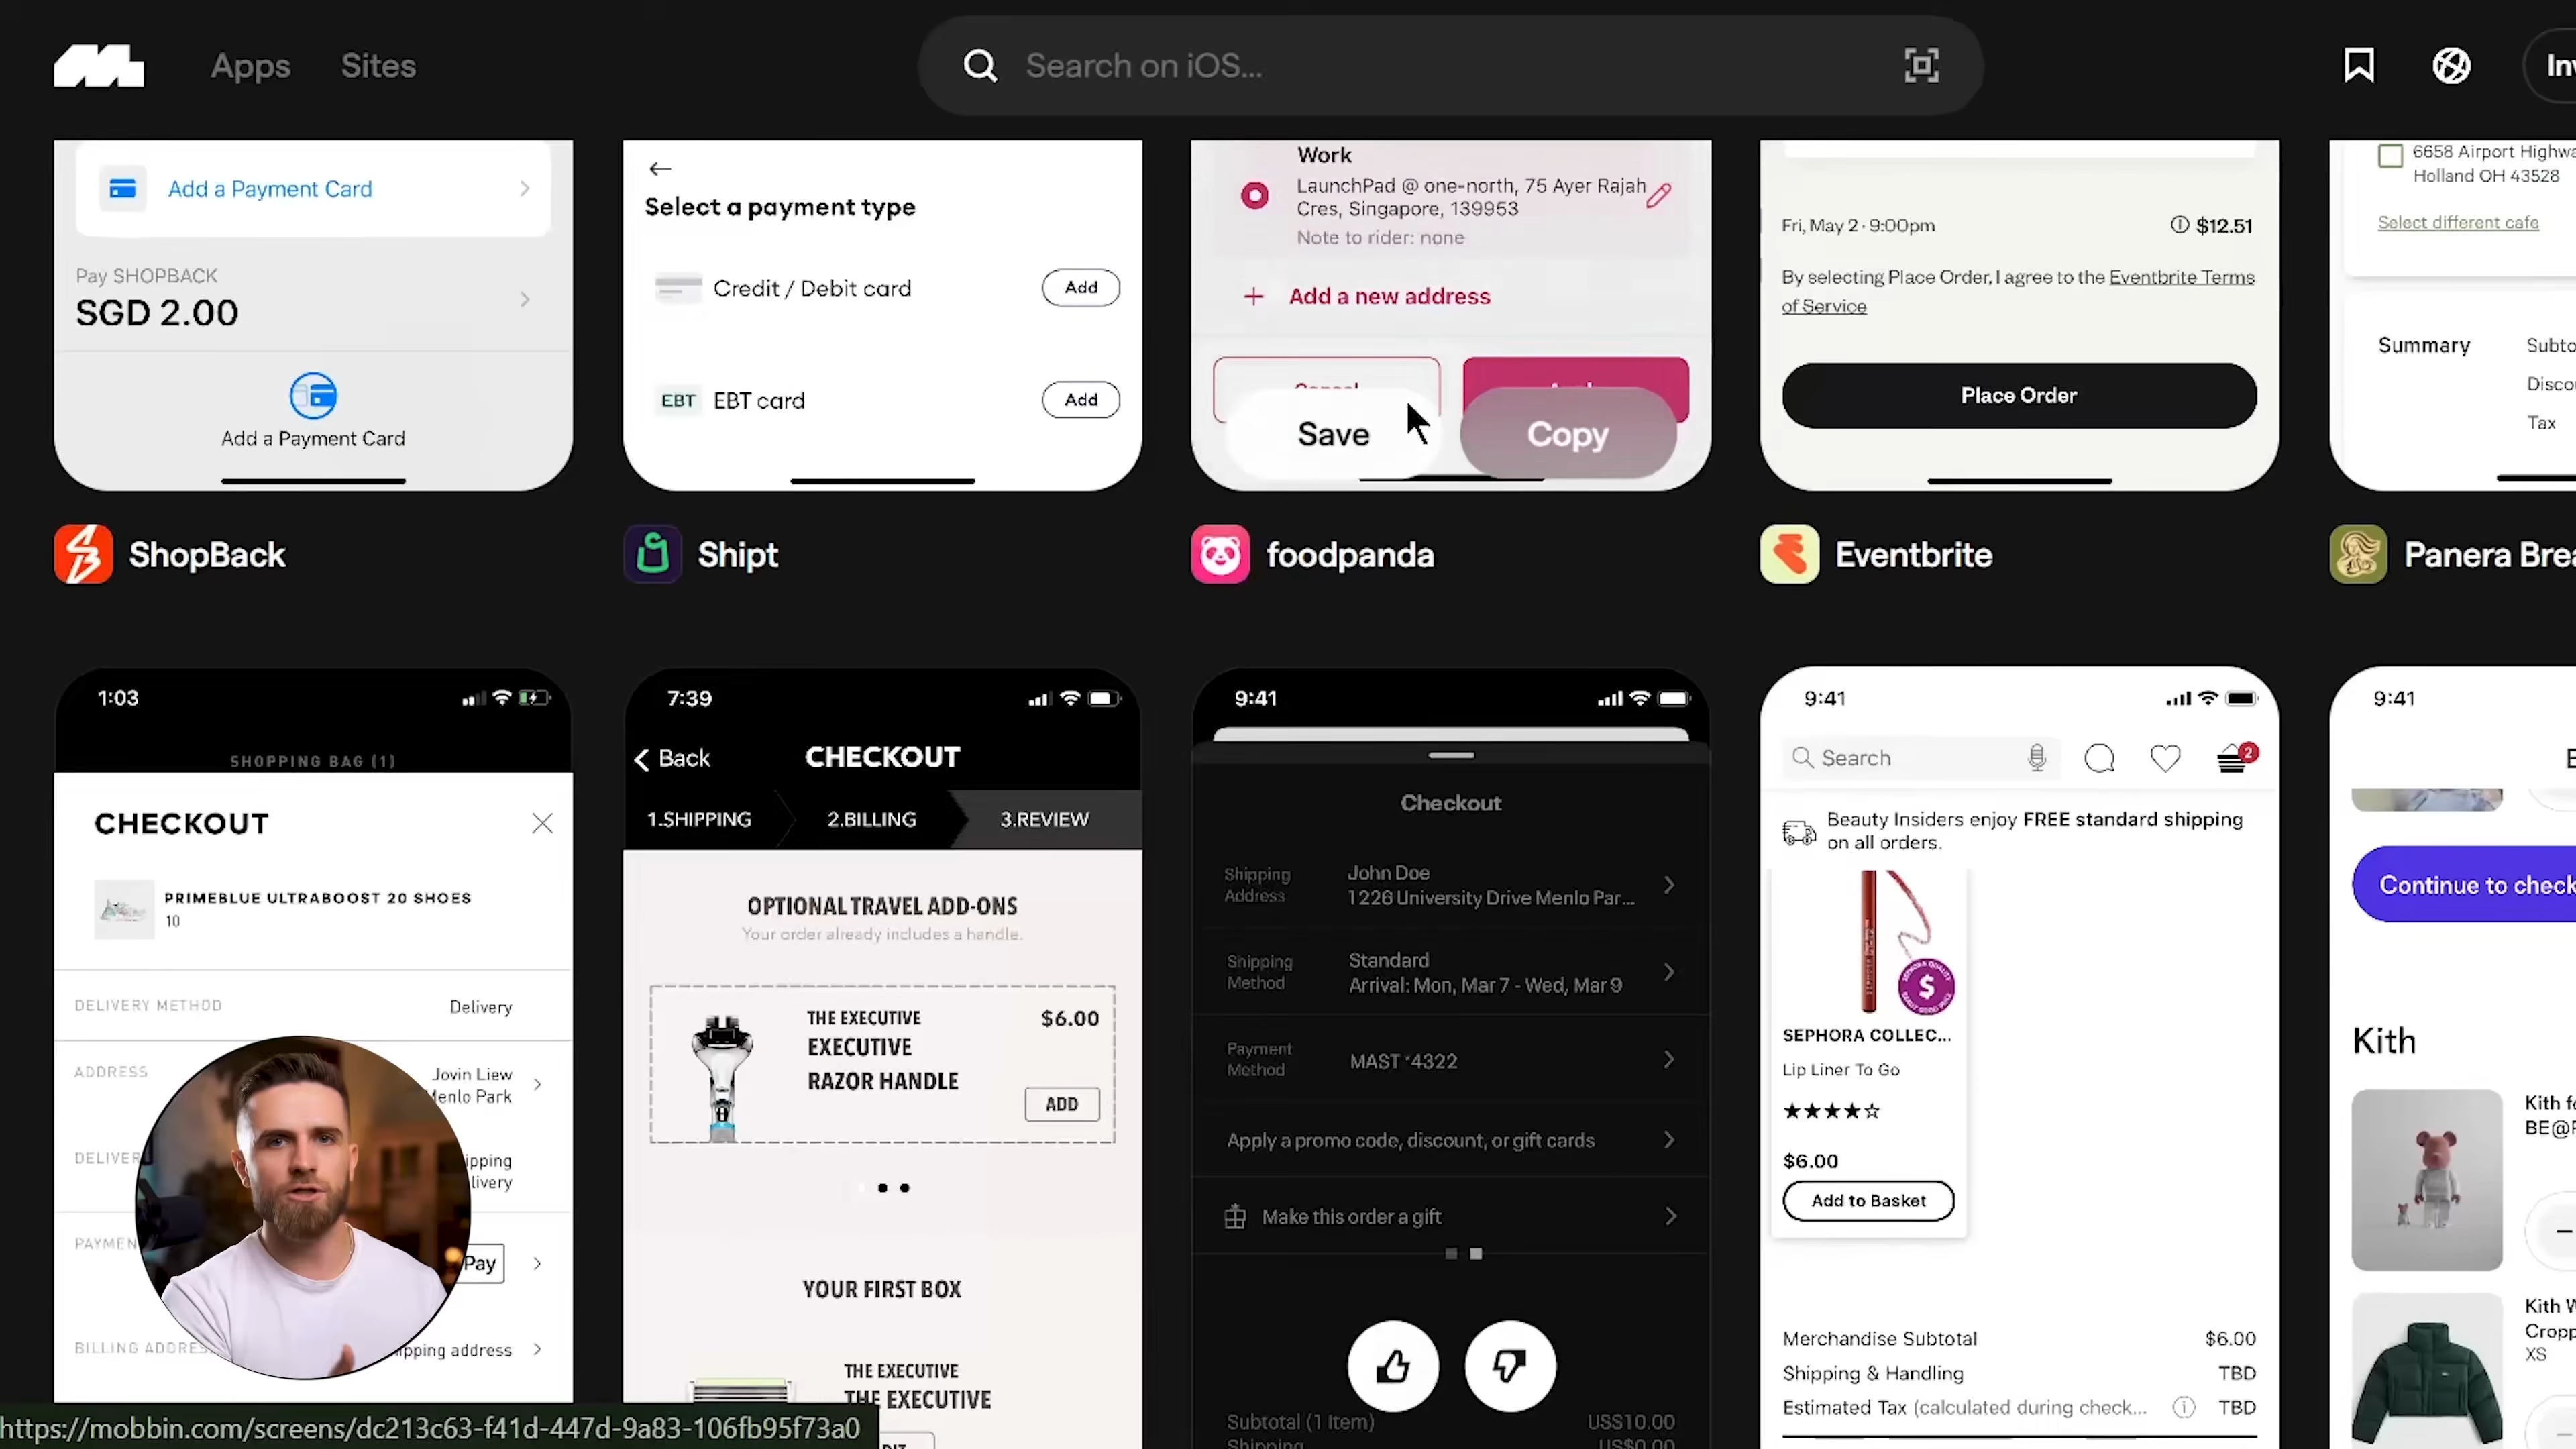 Apps
Sites
Search on iOS...
Add a Payment Card
Pay SHOPBACK
SGD 2.00
Add a Payment Card
Select a payment type
Credit / Debit card
Add
EBT
EBT card
Add
Work
LaunchPad @ one-north, 75 Ayer Rajah
Cres, Singapore, 139953
Note to rider: none
Add a new address
Save
Copy
Fri, May 2 · 9:00pm
$12.51
By selecting Place Order, I agree to the Eventbrite Terms
of Service
Place Order
6658 Airport Highwa
Holland OH 43528
Select different cafe
Summary
Subto
Disco
Tax
ShopBack
Shipt
foodpanda
Eventbrite
Panera Brea
1:03
SHOPPING BAG (1)
CHECKOUT
PRIMEBLUE ULTRABOOST 20 SHOES
10
DELIVERY METHOD
Delivery
ADDRESS
Jovin Liew
Menlo Park
DELIVER
ipping
livery
PAYMEN
Pay
BILLING ADDRES
ipping address
7:39
Back
CHECKOUT
1.SHIPPING
2.BILLING
3.REVIEW
OPTIONAL TRAVEL ADD-ONS
Your order already includes a handle.
THE EXECUTIVE
EXECUTIVE
RAZOR HANDLE
$6.00
ADD
YOUR FIRST BOX
THE EXECUTIVE
THE EXECUTIVE
9:41
Checkout
Shipping
Address
John Doe
1226 University Drive Menlo Par...
Shipping
Method
Standard
Arrival: Mon, Mar 7 - Wed, Mar 9
Payment
Method
MAST *4322
Apply a promo code, discount, or gift cards
Make this order a gift
Subtotal (1 Item)
US$10.00
Shipping
US$0.00
9:41
Search
2
Beauty Insiders enjoy FREE standard shipping
on all orders.
SEPHORA COLLEC...
Lip Liner To Go
$6.00
Add to Basket
Merchandise Subtotal
$6.00
Shipping & Handling
TBD
Estimated Tax (calculated during check...
TBD
9:41
Continue to check
Kith
Kith fo
BE@R
Kith W
Cropp
XS
https://mobbin.com/screens/dc213c63-f41d-447d-9a83-106fb95f73a0